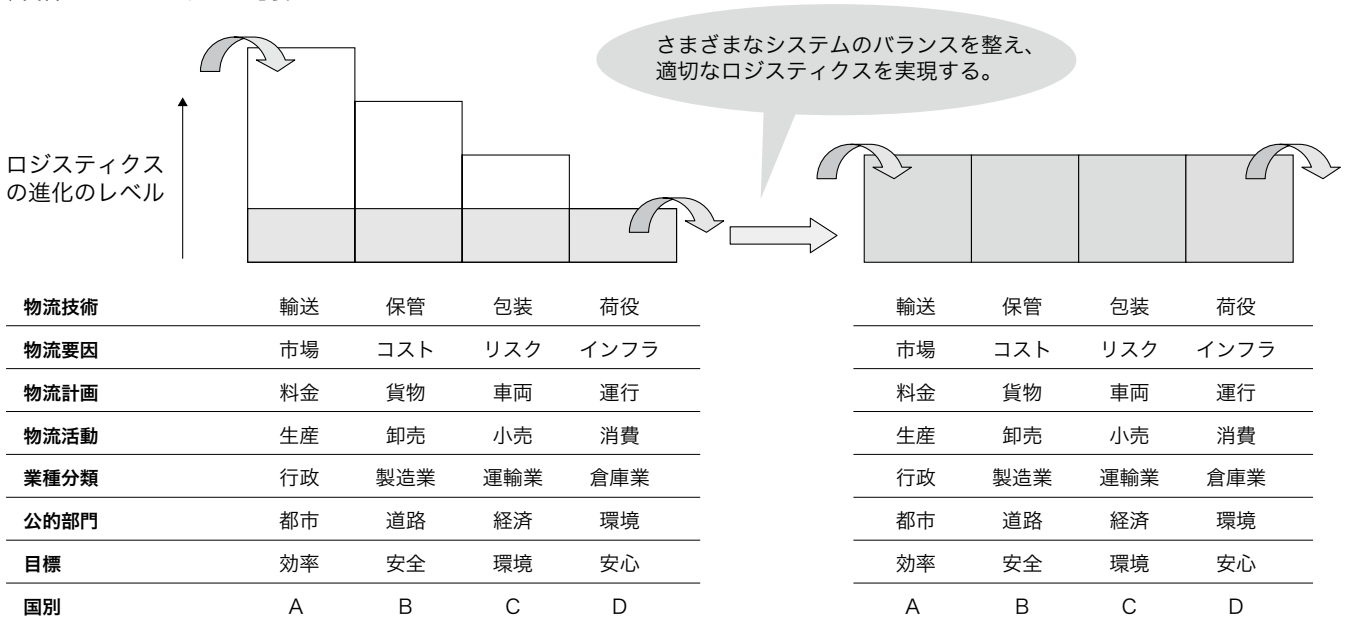 さまざまなシステムのバランスを整え、
適切なロジスティクスを実現する。
ロジスティクス
の進化のレベル
物流技術 輸送 保管 包装 荷役 輸送 保管 包装 荷役
物流要因 市場 コスト リスク インフラ 市場 コスト リスク インフラ
物流計画 料金 貨物 車両 運行 料金 貨物 車両 運行
物流活動 生産 卸売 小売 消費 生産 卸売 小売 消費
業種分類 行政 製造業 運輸業 倉庫業 行政 製造業 運輸業 倉庫業
公的部門 都市 道路 経済 環境 都市 道路 経済 環境
目標 効率 安全 環境 安心 効率 安全 環境 安心
国別 A B C D A B C D